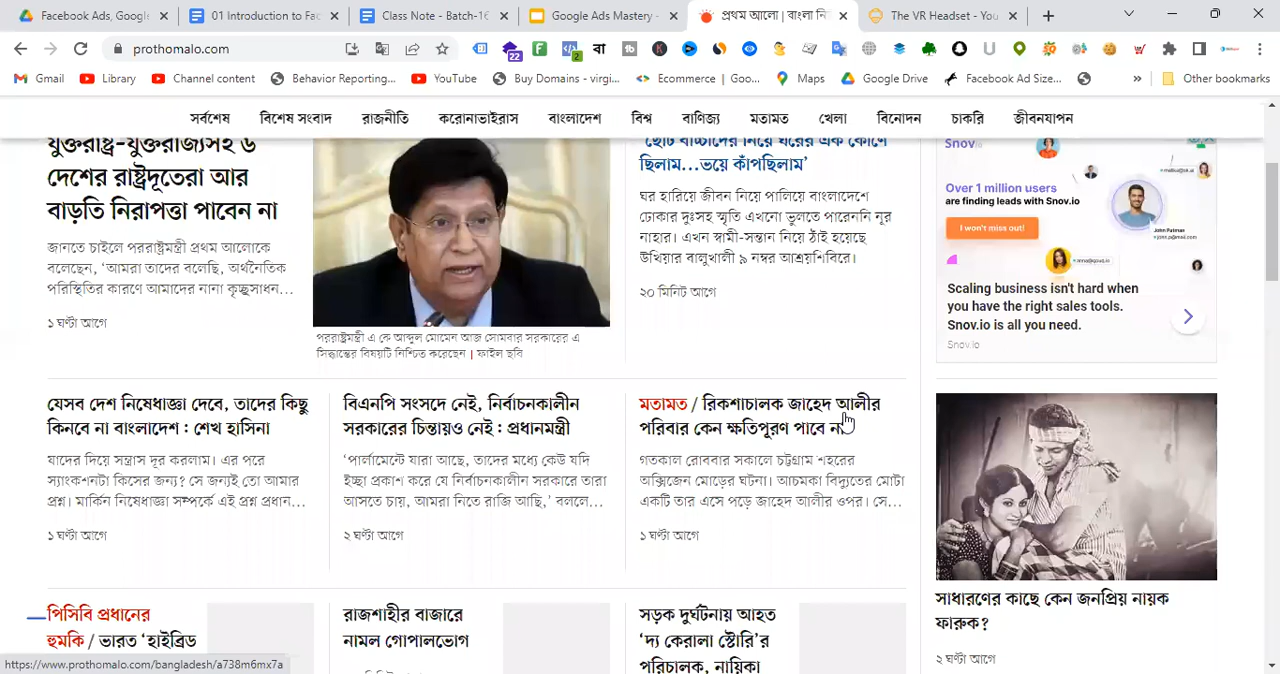 Facebook Ads, Googl
01 Introduction to Fac
Class Note - Batch-16
Google Ads Mastery -
প্রথম আলো | বাংলা নি
The VR Headset - You
prothomalo.com
22
2
Gmail
Library
Channel content
Behavior Reporting...
YouTube
Buy Domains - virgi...
Ecommerce | Goo...
Maps
Google Drive
Facebook Ad Size...
Other bookmarks
সর্বশেষ
বিশেষ সংবাদ
রাজনীতি
করোনাভাইরাস
বাংলাদেশ
বিশ্ব
বাণিজ্য
মতামত
খেলা
বিনোদন
চাকরি
জীবনযাপন
যুক্তরাষ্ট্র-যুক্তরাজ্যসহ ৬
দেশের রাষ্ট্রদূতেরা আর
বাড়তি নিরাপত্তা পাবেন না
জানতে চাইলে পররাষ্ট্রমন্ত্রী প্রথম আলোকে
বলেছেন, ‘আমরা তাদের বলেছি, অর্থনৈতিক
পরিস্থিতির কারণে আমাদের নানা কৃচ্ছ্রসাধন...
১ ঘণ্টা আগে
পররাষ্ট্রমন্ত্রী এ কে আব্দুল মোমেন আজ সোমবার সরকারের এ
সিদ্ধান্তের বিষয়টি নিশ্চিত করেছেন | ফাইল ছবি
‘ছোট বাচ্চাদের নিয়ে ঘরের এক কোণে
ছিলাম...ভয়ে কাঁপছিলাম’
ঘর হারিয়ে জীবন নিয়ে পালিয়ে বাংলাদেশে
ঢোকার দুঃসহ স্মৃতি এখনো ভুলতে পারেননি নূর
নাহার। এখন স্বামী-সন্তান নিয়ে ঠাঁই হয়েছে
উখিয়ার বালুখালী ৯ নম্বর আশ্রয়শিবিরে।
২০ মিনিট আগে
Snov.io
Over 1 million users
are finding leads with Snov.io
I won't miss out!
John Palman
Scaling business isn't hard when
you have the right sales tools.
Snov.io is all you need.
Snov.io
যেসব দেশ নিষেধাজ্ঞা দেবে, তাদের কিছু
কিনবে না বাংলাদেশ : শেখ হাসিনা
যাদের দিয়ে সন্ত্রাস দূর করলাম। এর পরে
স্যাংকশনটা কিসের জন্য? সে জন্যই তো আমার
প্রশ্ন। মার্কিন নিষেধাজ্ঞা সম্পর্কে এই প্রশ্ন প্রধান...
১ ঘণ্টা আগে
বিএনপি সংসদে নেই, নির্বাচনকালীন
সরকারের চিন্তায়ও নেই : প্রধানমন্ত্রী
‘পার্লামেন্টে যারা আছে, তাদের মধ্যে কেউ যদি
ইচ্ছা প্রকাশ করে যে নির্বাচনকালীন সরকারে তারা
আসতে চায়, আমরা নিতে রাজি আছি,’ বললে...
২ ঘণ্টা আগে
মতামত / রিকশাচালক জাহেদ আলীর
পরিবার কেন ক্ষতিপূরণ পাবে না
গতকাল রোববার সকালে চট্টগ্রাম শহরের
অক্সিজেন মোড়ের ঘটনা। আচমকা বিদ্যুতের মোটা
একটি তার এসে পড়ে জাহেদ আলীর ওপর। সে...
১ ঘণ্টা আগে
সাধারণের কাছে কেন জনপ্রিয় নায়ক
ফারুক?
২ ঘণ্টা আগে
পিসিবি প্রধানের
হুমকি / ভারত ‘হাইব্রিড
রাজশাহীর বাজারে
নামল গোপালভোগ
সড়ক দুর্ঘটনায় আহত
‘দ্য কেরালা স্টোরি’র
পরিচালক, নায়িকা
https://www.prothomalo.com/bangladesh/a738m6mx7a